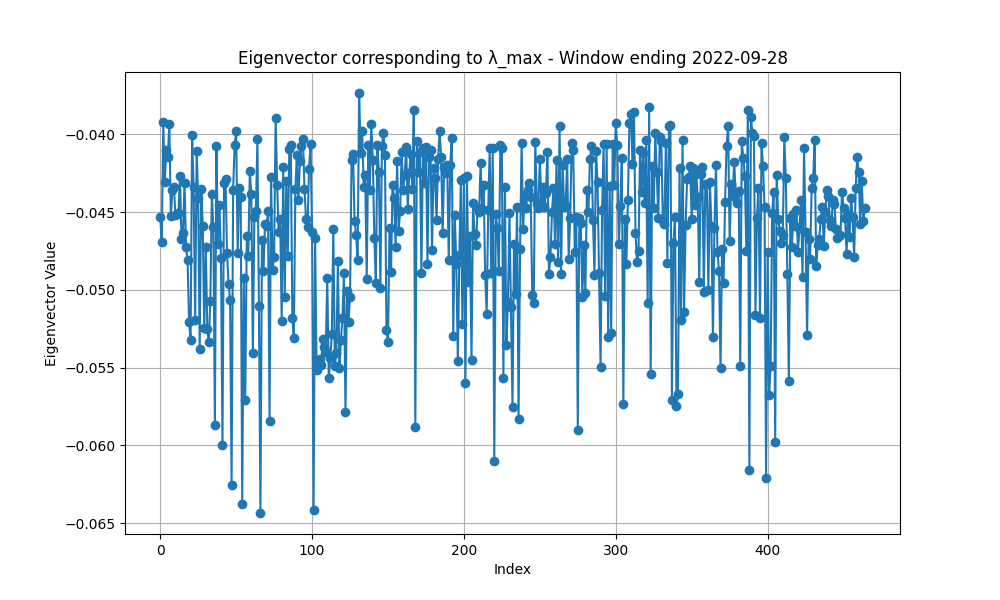 Eigenvector corresponding to λ_max - Window ending 2022-09-28
−0.040
−0.045
−0.050
−0.055
−0.060
−0.065
Eigenvector Value
0 100 200 300 400
Index